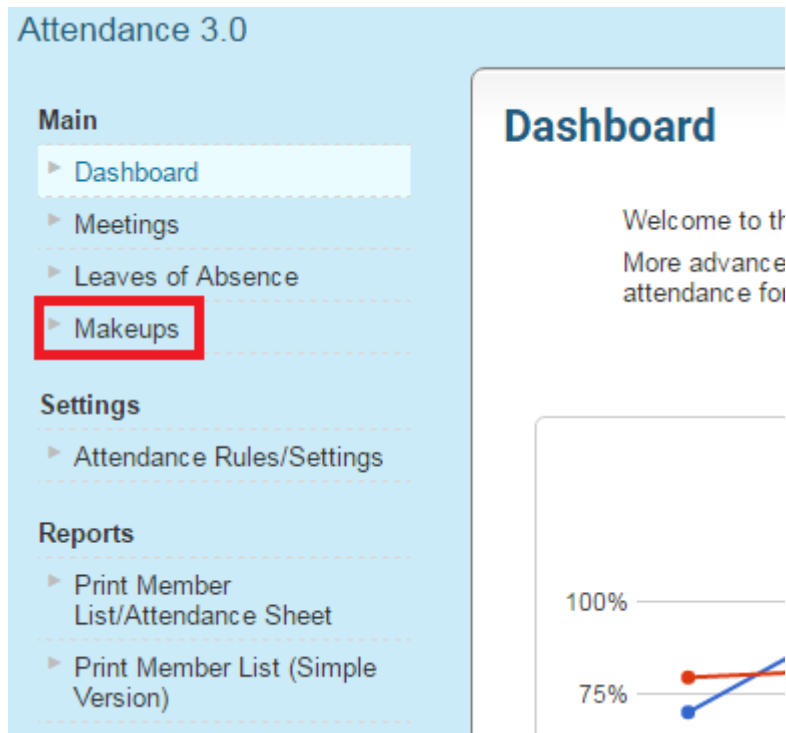 Attendance 3.0
Main
Dashboard
Meetings
Leaves of Absence
Makeups
Settings
Attendance Rules/Settings
Reports
Print Member
List/Attendance Sheet
Print Member List (Simple
Version)
Dashboard
Welcome to th
More advance
attendance for
100%
75%